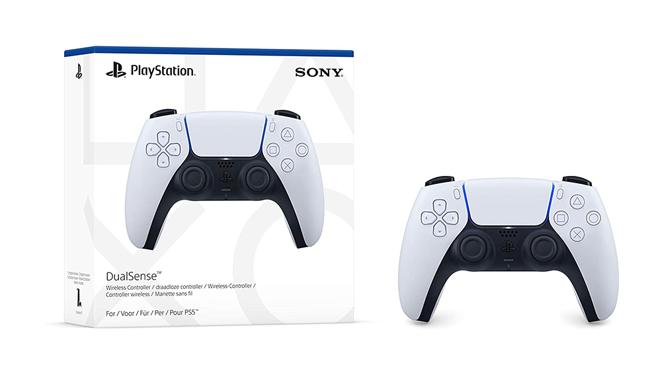 PlayStation.
SONY
DualSense™
Wireless Controller / draadloze controller / Wireless-Controller /
Controller wireless / Manette sans fil
For / Voor / Für / Per / Pour PS5™